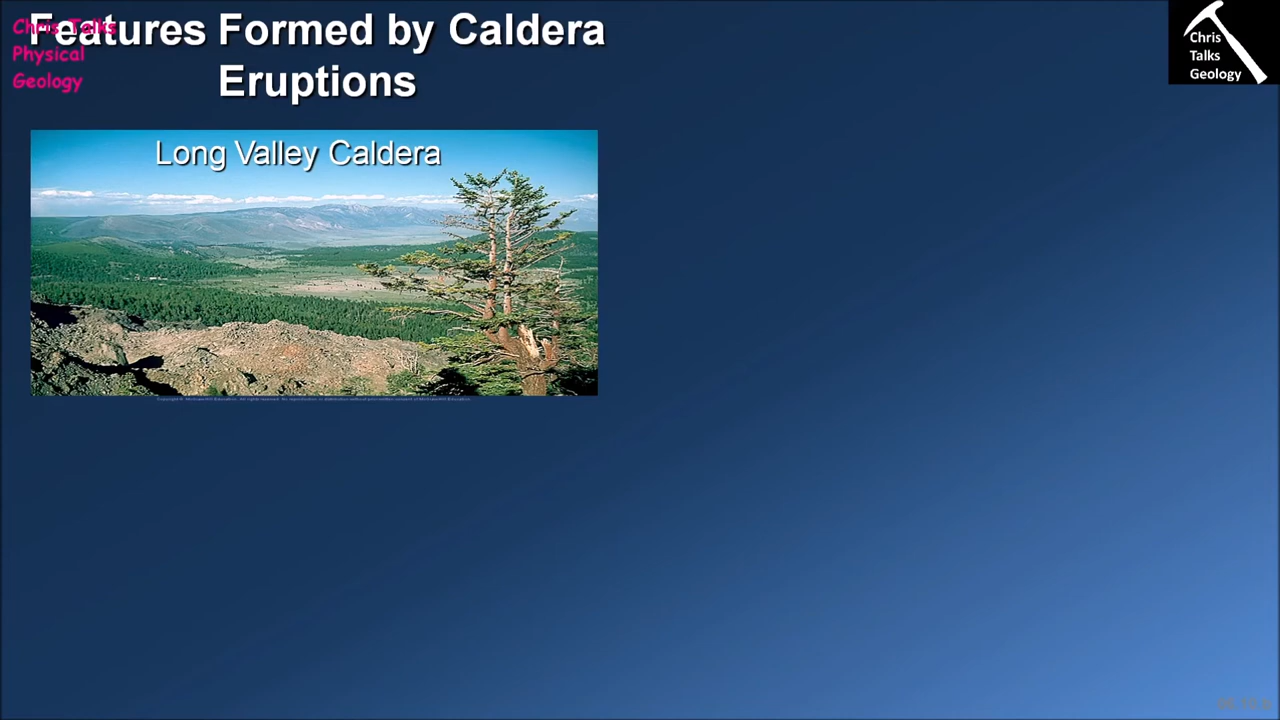 Features Formed by Caldera
Eruptions
Chris Talks
Physical
Geology
Chris
Talks
Geology
Long Valley Caldera